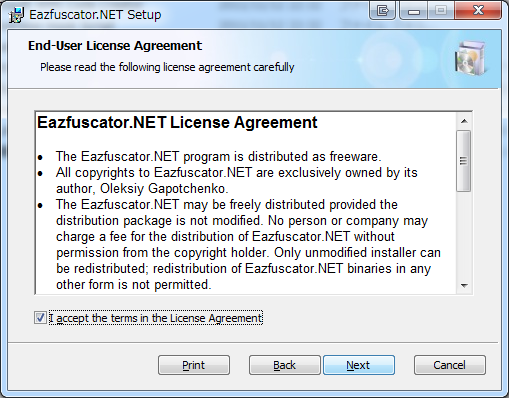 Eazfuscator.NET Setup
End-User License Agreement
Please read the following license agreement carefully
Eazfuscator.NET License Agreement
• The Eazfuscator.NET program is distributed as freeware.
• All copyrights to Eazfuscator.NET are exclusively owned by its
author, Oleksiy Gapotchenko.
• The Eazfuscator.NET may be freely distributed provided the
distribution package is not modified. No person or company may
charge a fee for the distribution of Eazfuscator.NET without
permission from the copyright holder. Only unmodified installer can
be redistributed; redistribution of Eazfuscator.NET binaries in any
other form is not permitted.
I accept the terms in the License Agreement
Print Back Next Cancel